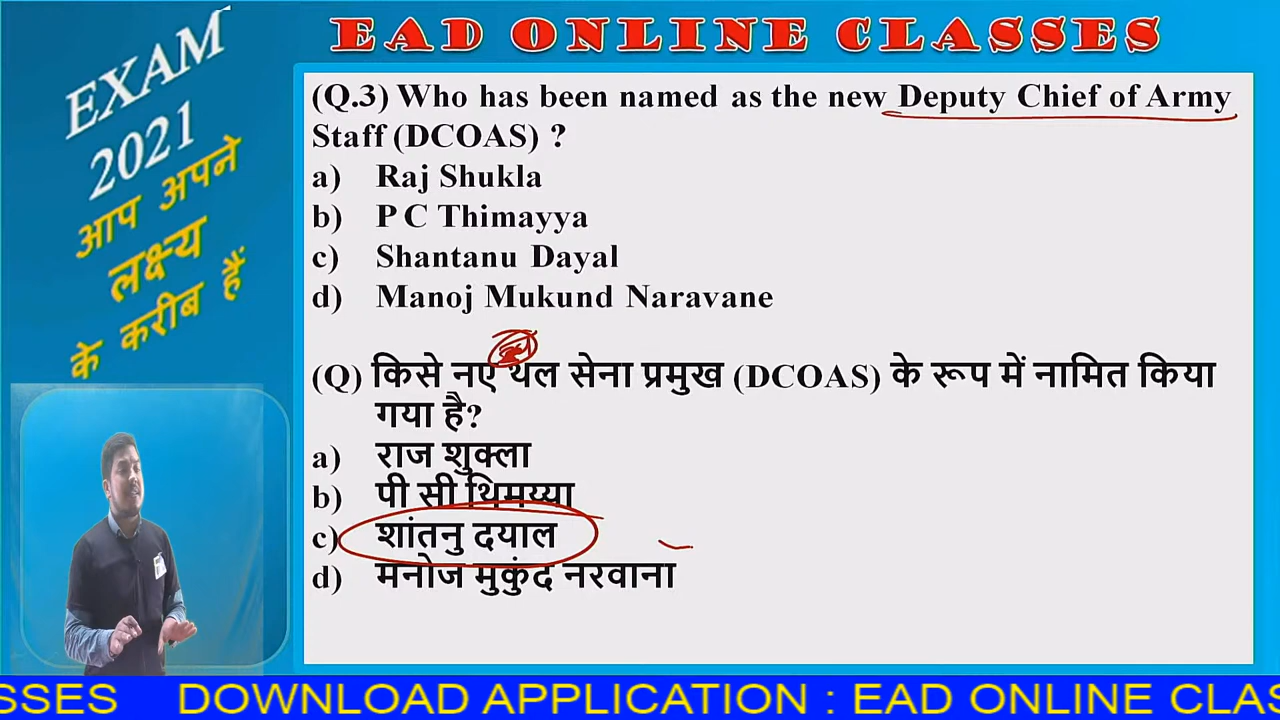 EAD ONLINE CLASSES
EXAM
2021
आप अपने
लक्ष्य
के करीब हैं
(Q.3) Who has been named as the new Deputy Chief of Army
Staff (DCOAS) ?
a) Raj Shukla
b) P C Thimayya
c) Shantanu Dayal
d) Manoj Mukund Naravane
(Q) किसे नए थल सेना प्रमुख (DCOAS) के रूप में नामित किया
गया है?
a) राज शुक्ला
b) पी सी थिमय्या
c) शांतनु दयाल
d) मनोज मुकुंद नरवाना
SSES DOWNLOAD APPLICATION : EAD ONLINE CLAS